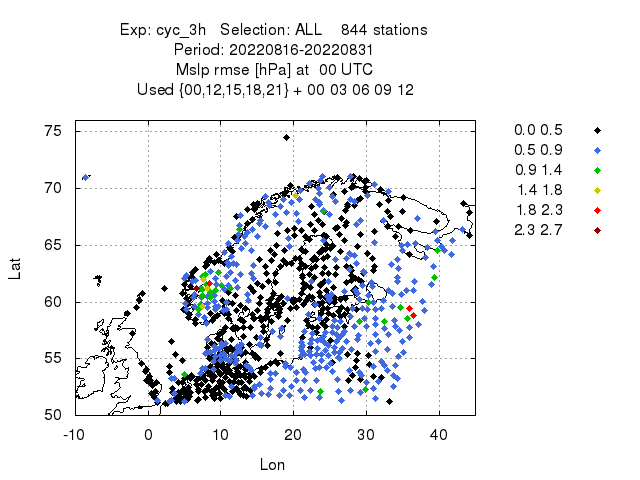 Exp: cyc_3h   Selection: ALL    844 stations
Period: 20220816-20220831
Mslp rmse [hPa] at  00 UTC
Used {00,12,15,18,21} + 00 03 06 09 12
0.0 0.5
0.5 0.9
0.9 1.4
1.4 1.8
1.8 2.3
2.3 2.7
75
70
65
60
55
50
Lat
-10 0 10 20 30 40
Lon